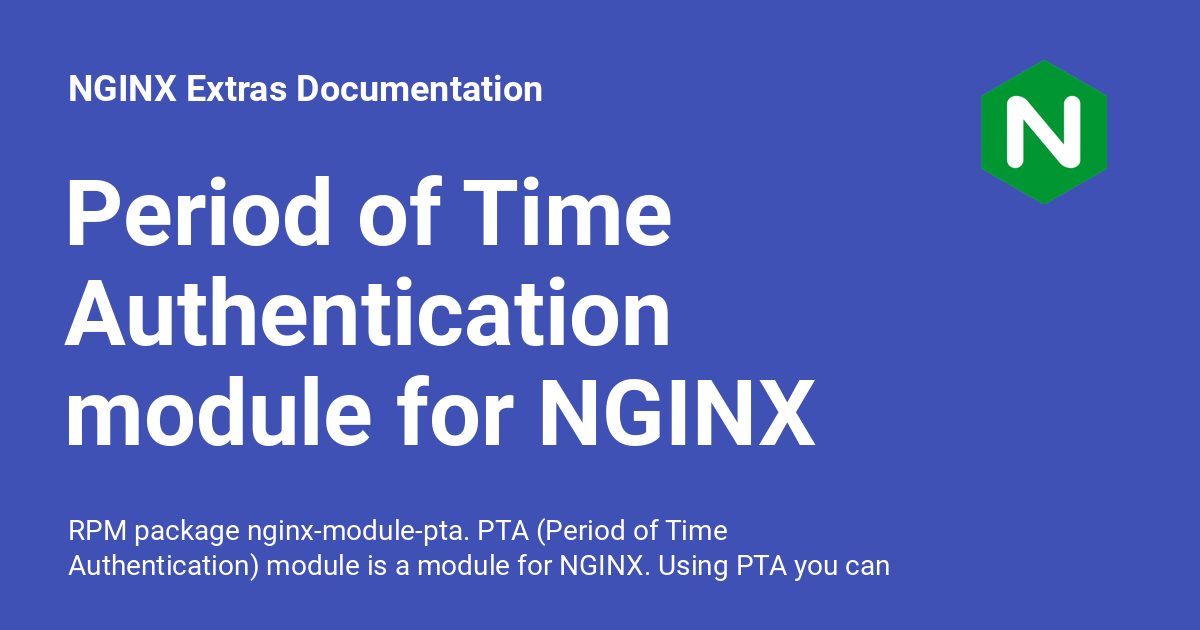 NGINX Extras Documentation
N
Period of Time
Authentication
module for NGINX
RPM package nginx-module-pta. PTA (Period of Time
Authentication) module is a module for NGINX. Using PTA you can